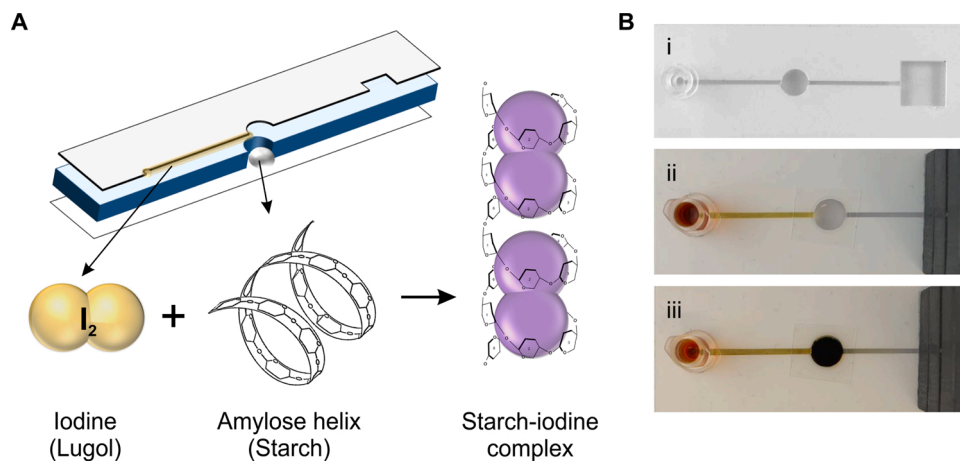 A
B
i
ii
iii
I2
+
Iodine
(Lugol)
Amylose helix
(Starch)
Starch-iodine
complex